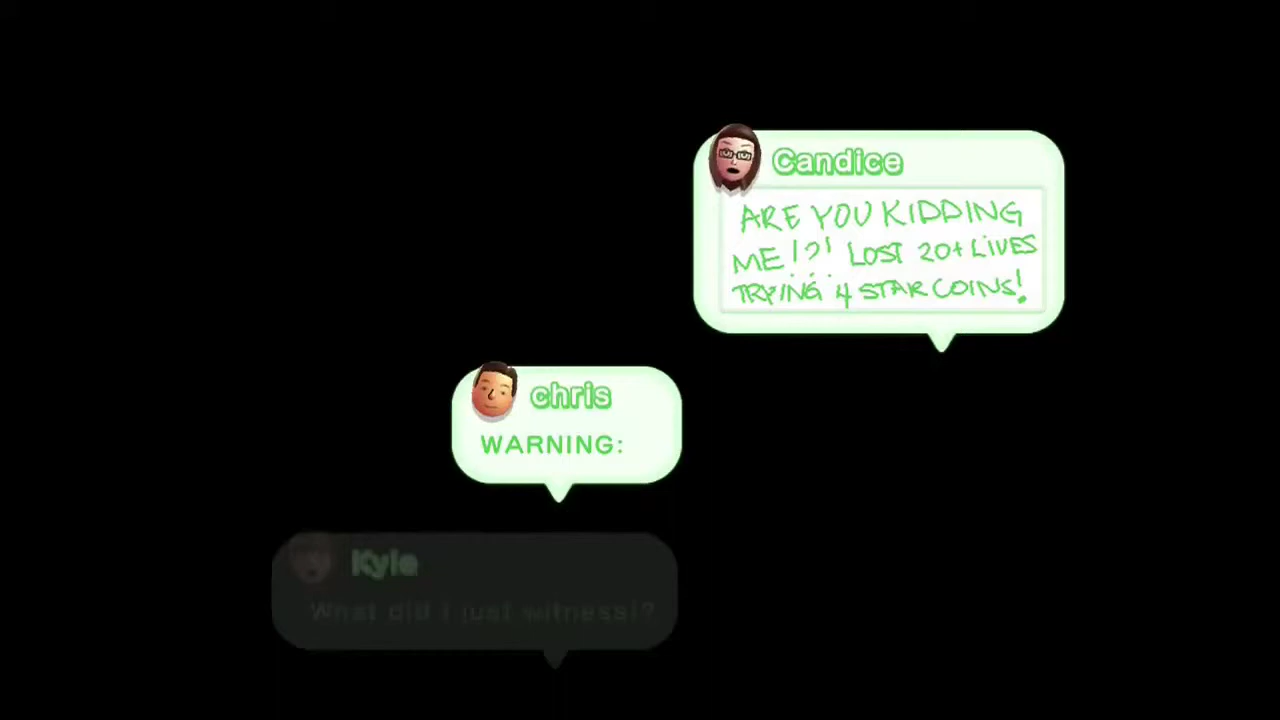 Candice
ARE YOU KIDDING
ME!?! LOST 20+ LIVES
TRYING 4 STAR COINS!
chris
WARNING:
Kyle
What did I just witness!?